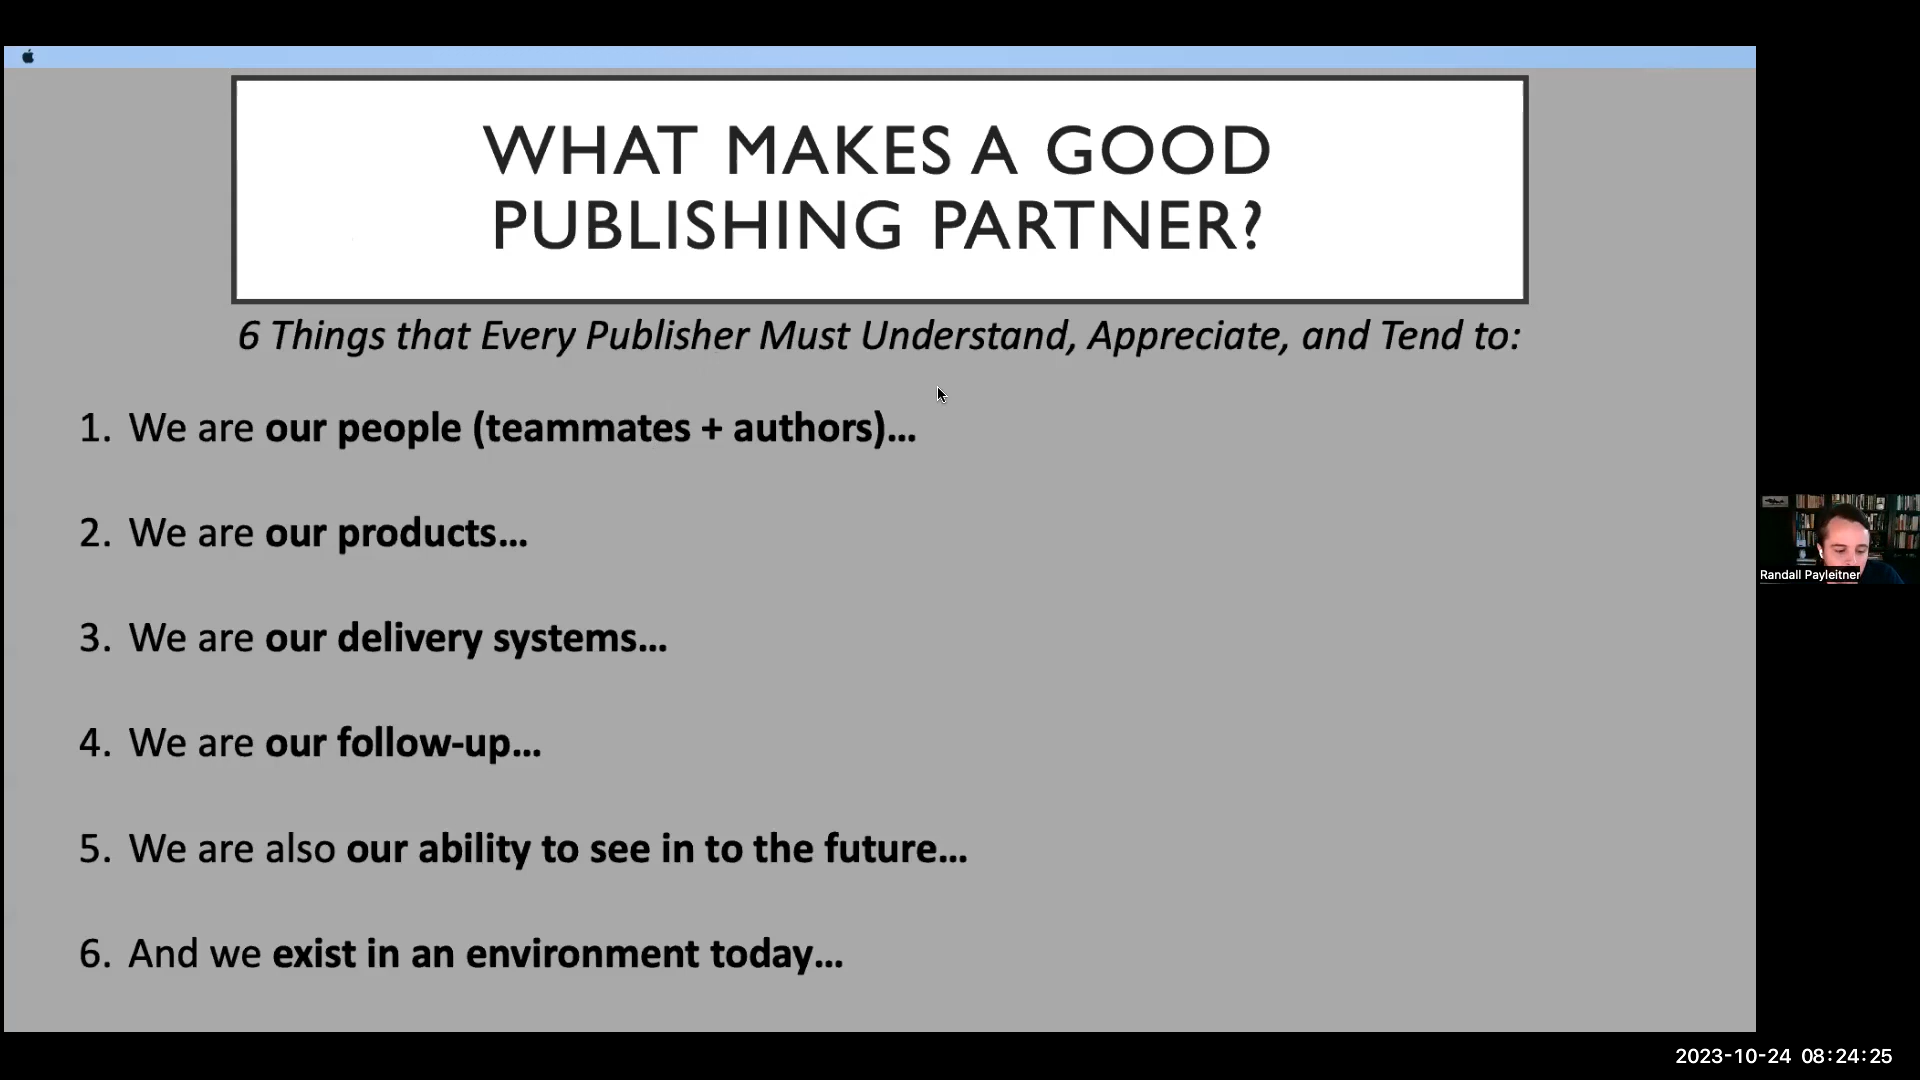 WHAT MAKES A GOOD
PUBLISHING PARTNER?
6 Things that Every Publisher Must Understand, Appreciate, and Tend to:
1. We are our people (teammates + authors)...
2. We are our products...
3. We are our delivery systems...
4. We are our follow-up...
5. We are also our ability to see in to the future...
6. And we exist in an environment today...
Randall Payleitner
2023-10-24 08:24:25